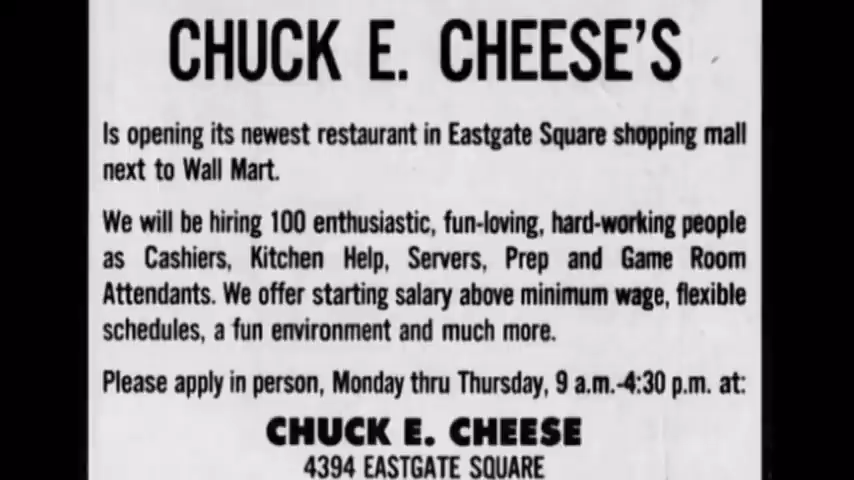 CHUCK E. CHEESE'S
Is opening its newest restaurant in Eastgate Square shopping mall
next to Wall Mart.
We will be hiring 100 enthusiastic, fun-loving, hard-working people
as Cashiers, Kitchen Help, Servers, Prep and Game Room
Attendants. We offer starting salary above minimum wage, flexible
schedules, a fun environment and much more.
Please apply in person, Monday thru Thursday, 9 a.m.-4:30 p.m. at:
CHUCK E. CHEESE
4394 EASTGATE SQUARE